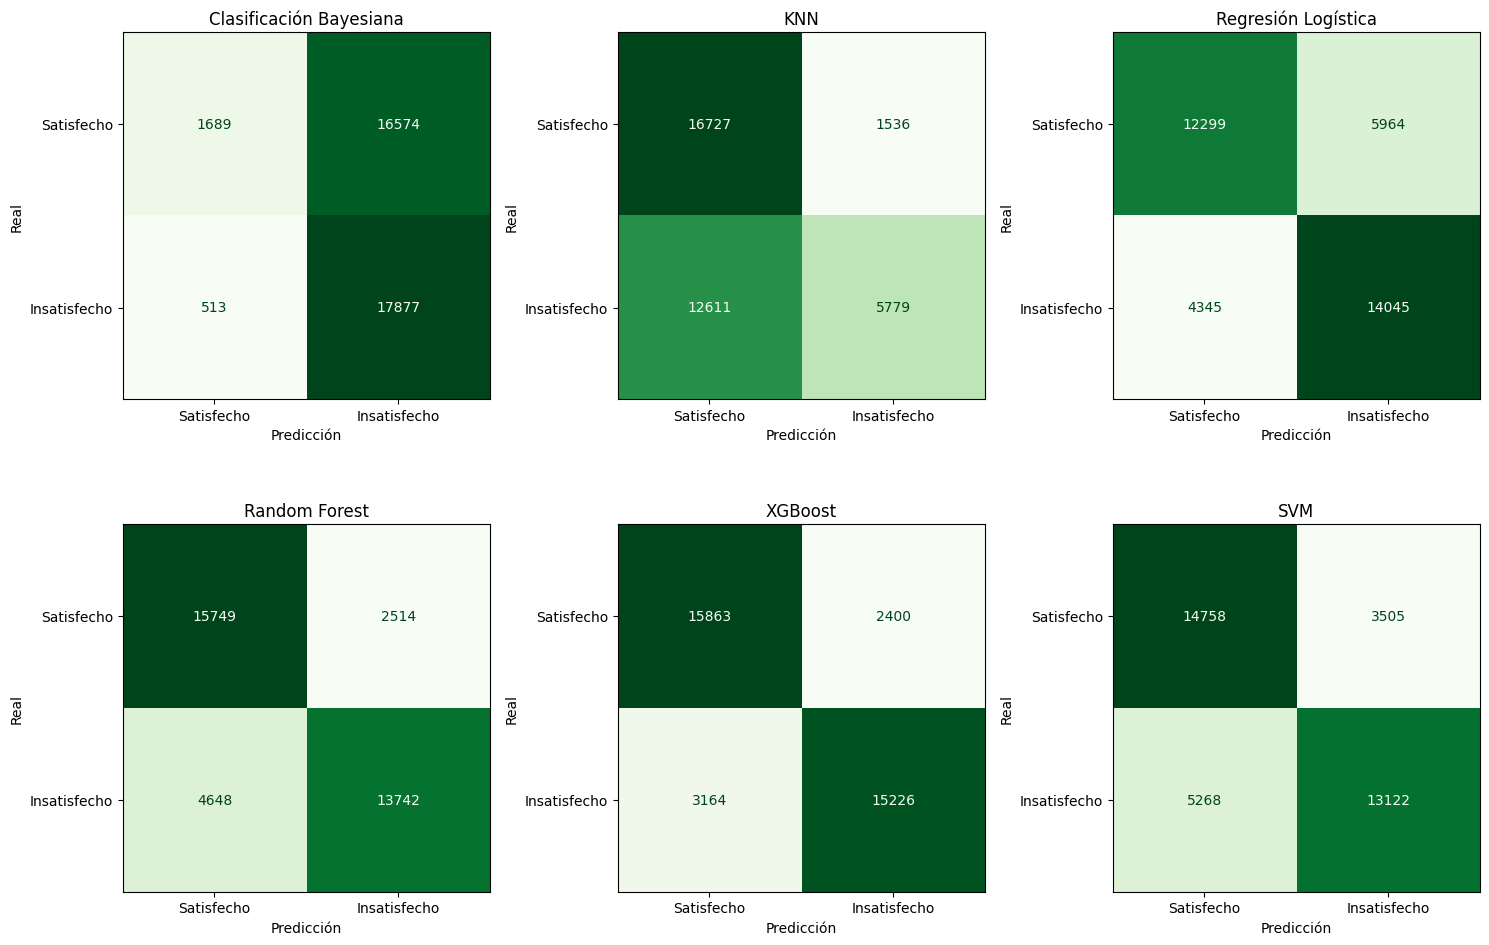 Clasificación Bayesiana
Satisfecho
1689
16574
Real
Insatisfecho
513
17877
Satisfecho
Insatisfecho
Predicción
KNN
Satisfecho
16727
1536
Real
Insatisfecho
12611
5779
Satisfecho
Insatisfecho
Predicción
Regresión Logística
Satisfecho
12299
5964
Real
Insatisfecho
4345
14045
Satisfecho
Insatisfecho
Predicción
Random Forest
Satisfecho
15749
2514
Real
Insatisfecho
4648
13742
Satisfecho
Insatisfecho
Predicción
XGBoost
Satisfecho
15863
2400
Real
Insatisfecho
3164
15226
Satisfecho
Insatisfecho
Predicción
SVM
Satisfecho
14758
3505
Real
Insatisfecho
5268
13122
Satisfecho
Insatisfecho
Predicción